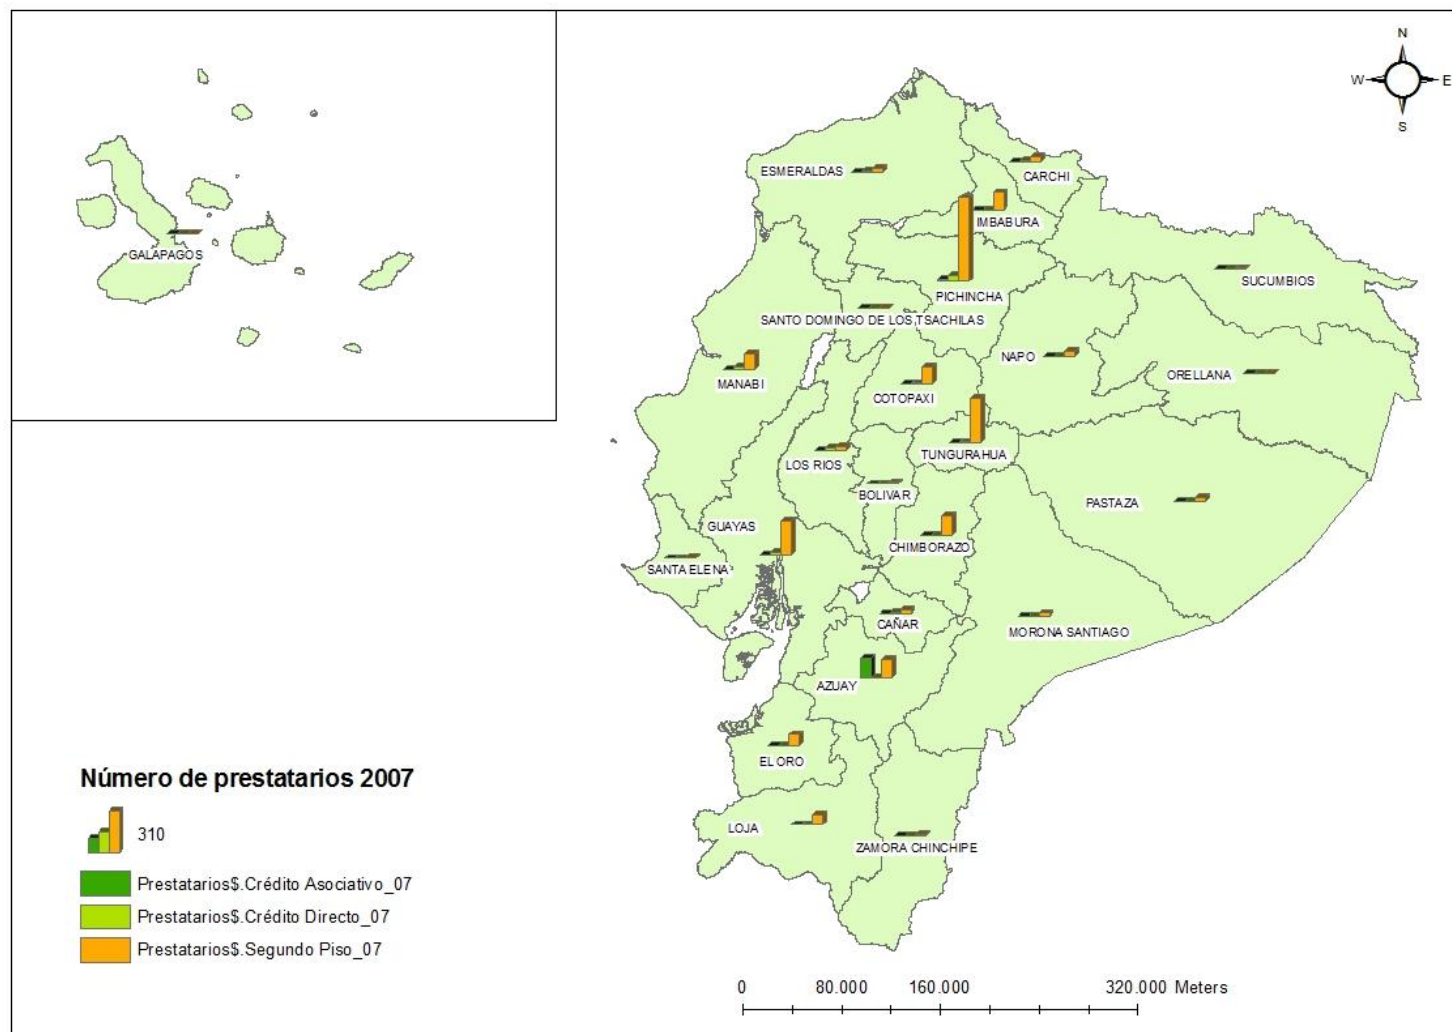 N
W
E
S
ESMERALDAS
CARCHI
IMBABURA
GALAPAGOS
SUCUMBIOS
PICHINCHA
SANTO DOMINGO DE LOS TSACHILAS
NAPO
ORELLANA
MANABI
COTOPAXI
TUNGURAHUA
LOS RIOS
BOLIVAR
PASTAZA
GUAYAS
CHIMBORAZO
SANTA ELENA
CAÑAR
MORONA SANTIAGO
AZUAY
EL ORO
LOJA
ZAMORA CHINCHIPE
Número de prestatarios 2007
310
Prestatarios$.Crédito Asociativo_07
Prestatarios$.Crédito Directo_07
Prestatarios$.Segundo Piso_07
0 80.000 160.000 320.000 Meters